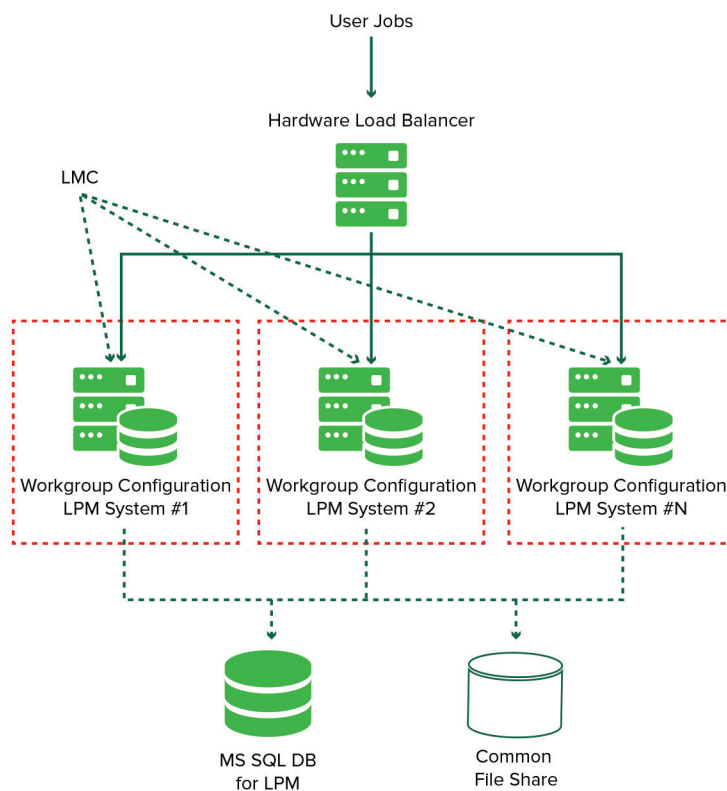 User Jobs
Hardware Load Balancer
LMC
Workgroup Configuration
LPM System #1
Workgroup Configuration
LPM System #2
Workgroup Configuration
LPM System #N
MS SQL DB
for LPM
Common
File Share